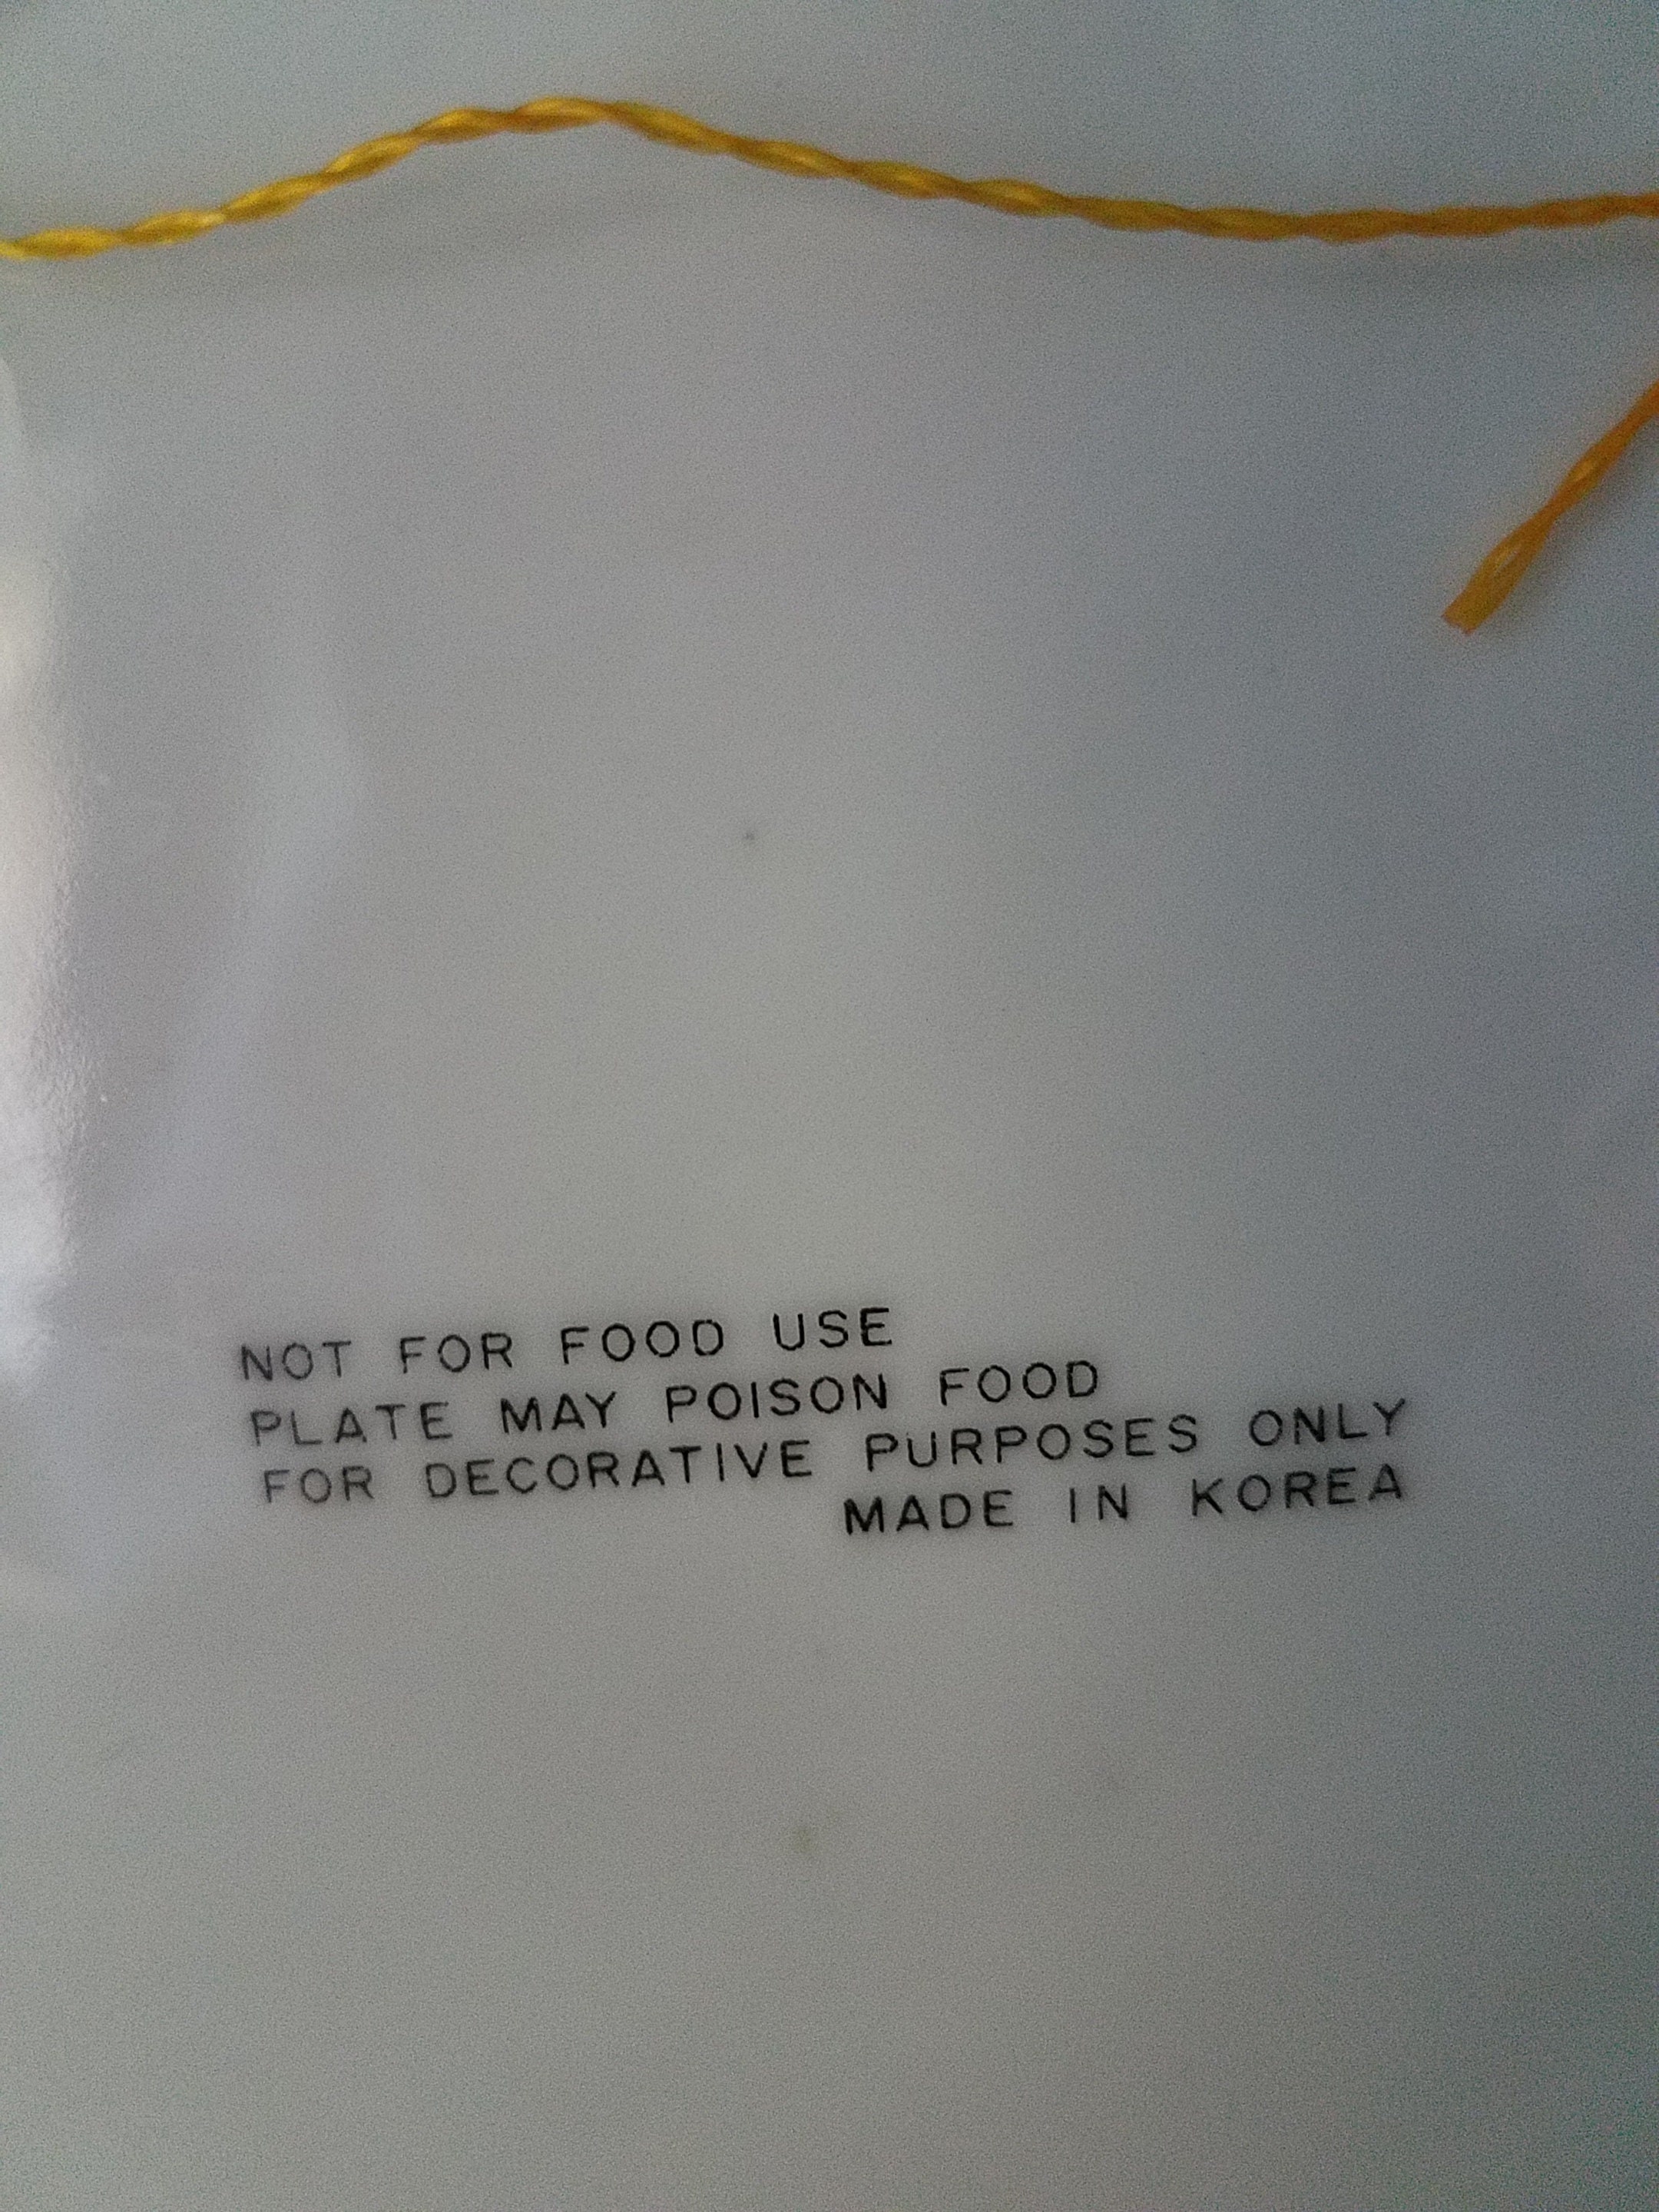 NOT FOR FOOD USE
PLATE MAY POISON FOOD
FOR DECORATIVE PURPOSES ONLY
MADE IN KOREA